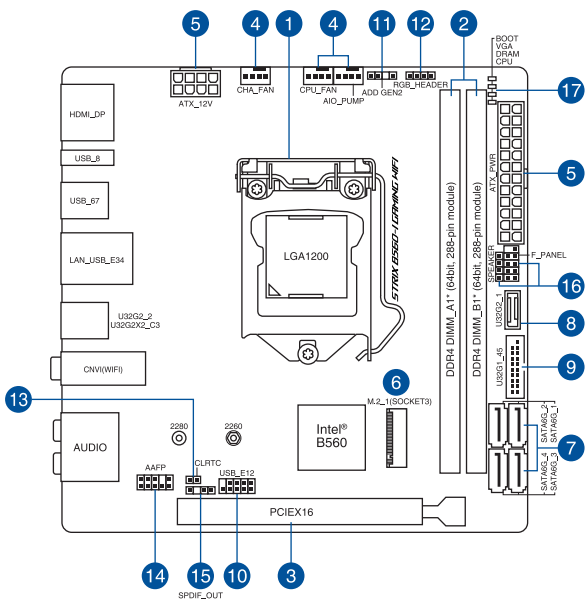 5
4
1
4
11
12
2
BOOT
VGA
DRAM
CPU
17
ATX_12V
CHA_FAN
CPU_FAN
AIO_PUMP
ADD GEN2
RGB_HEADER
HDMI_DP
USB_8
USB_67
LAN_USB_E34
U32G2_2
U32G2X2_C3
CNVI(WIFI)
AUDIO
LGA1200
STRIX B560-I GAMING WIFI
DDR4 DIMM_A1* (64bit, 288-pin module)
DDR4 DIMM_B1* (64bit, 288-pin module)
ATX_PWR
5
SPEAKER
F_PANEL
16
U32G2_1
8
U32G1_45
9
6
M.2_1(SOCKET3)
SATA6G_2
SATA6G_1
7
SATA6G_4
SATA6G_3
Intel®
B560
13
2280
2260
AAFP
CLRTC
USB_E12
PCIEX16
14
15
10
3
SPDIF_OUT